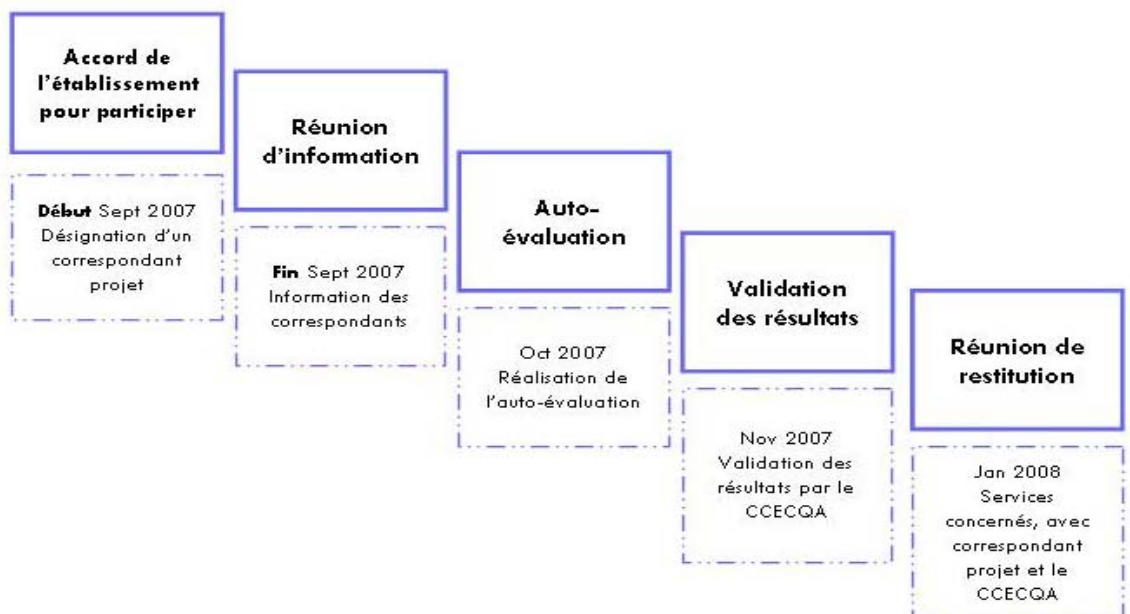 Accord de
l'établissement
pour participer
Début Sept 2007
Désignation d'un
correspondant
projet
Réunion
d'information
Fin Sept 2007
Information des
correspondants
Auto-
évaluation
Oct 2007
Réalisation de
l'auto-évaluation
Validation
des résultats
Nov 2007
Validation des
résultats par le
CCECQA
Réunion de
restitution
Jan 2008
Services
concernés, avec
correspondant
projet et le
CCECQA